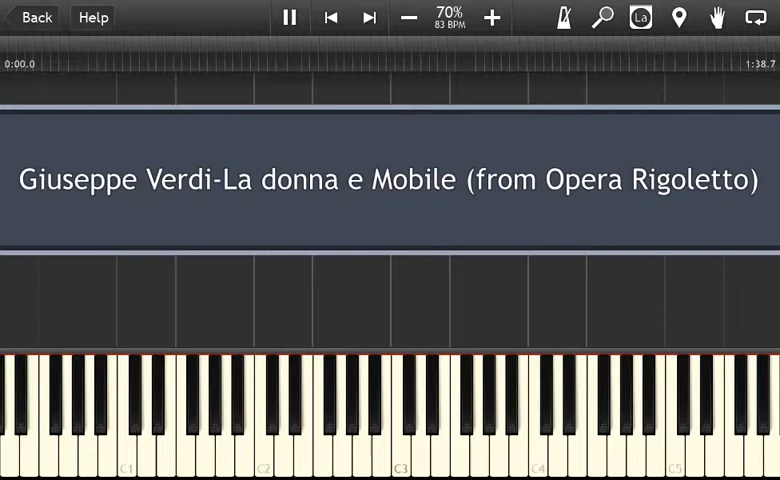 Back Help 70% La
83 BPM
0:00.0 1:38.7
Giuseppe Verdi-La donna e Mobile (from Opera Rigoletto)
C1 C2 C3 C4 C5